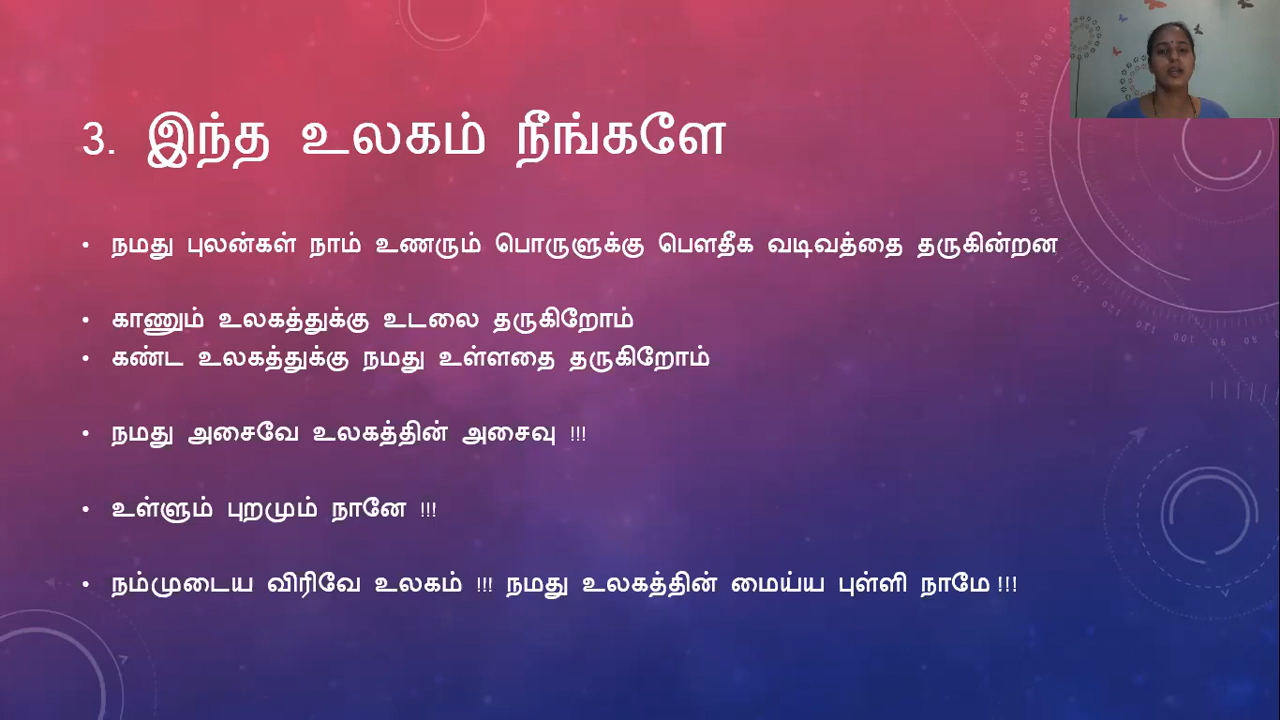 3. இந்த உலகம் நீங்களே
• நமது புலன்கள் நாம் உணரும் பொருளுக்கு பௌதீக வடிவத்தை தருகின்றன
• காணும் உலகத்துக்கு உடலை தருகிறோம்
• கண்ட உலகத்துக்கு நமது உள்ளதை தருகிறோம்
• நமது அசைவே உலகத்தின் அசைவு !!!
• உள்ளும் புறமும் நானே !!!
• நம்முடைய விரிவே உலகம் !!! நமது உலகத்தின் மைய்ய புள்ளி நாமே !!!